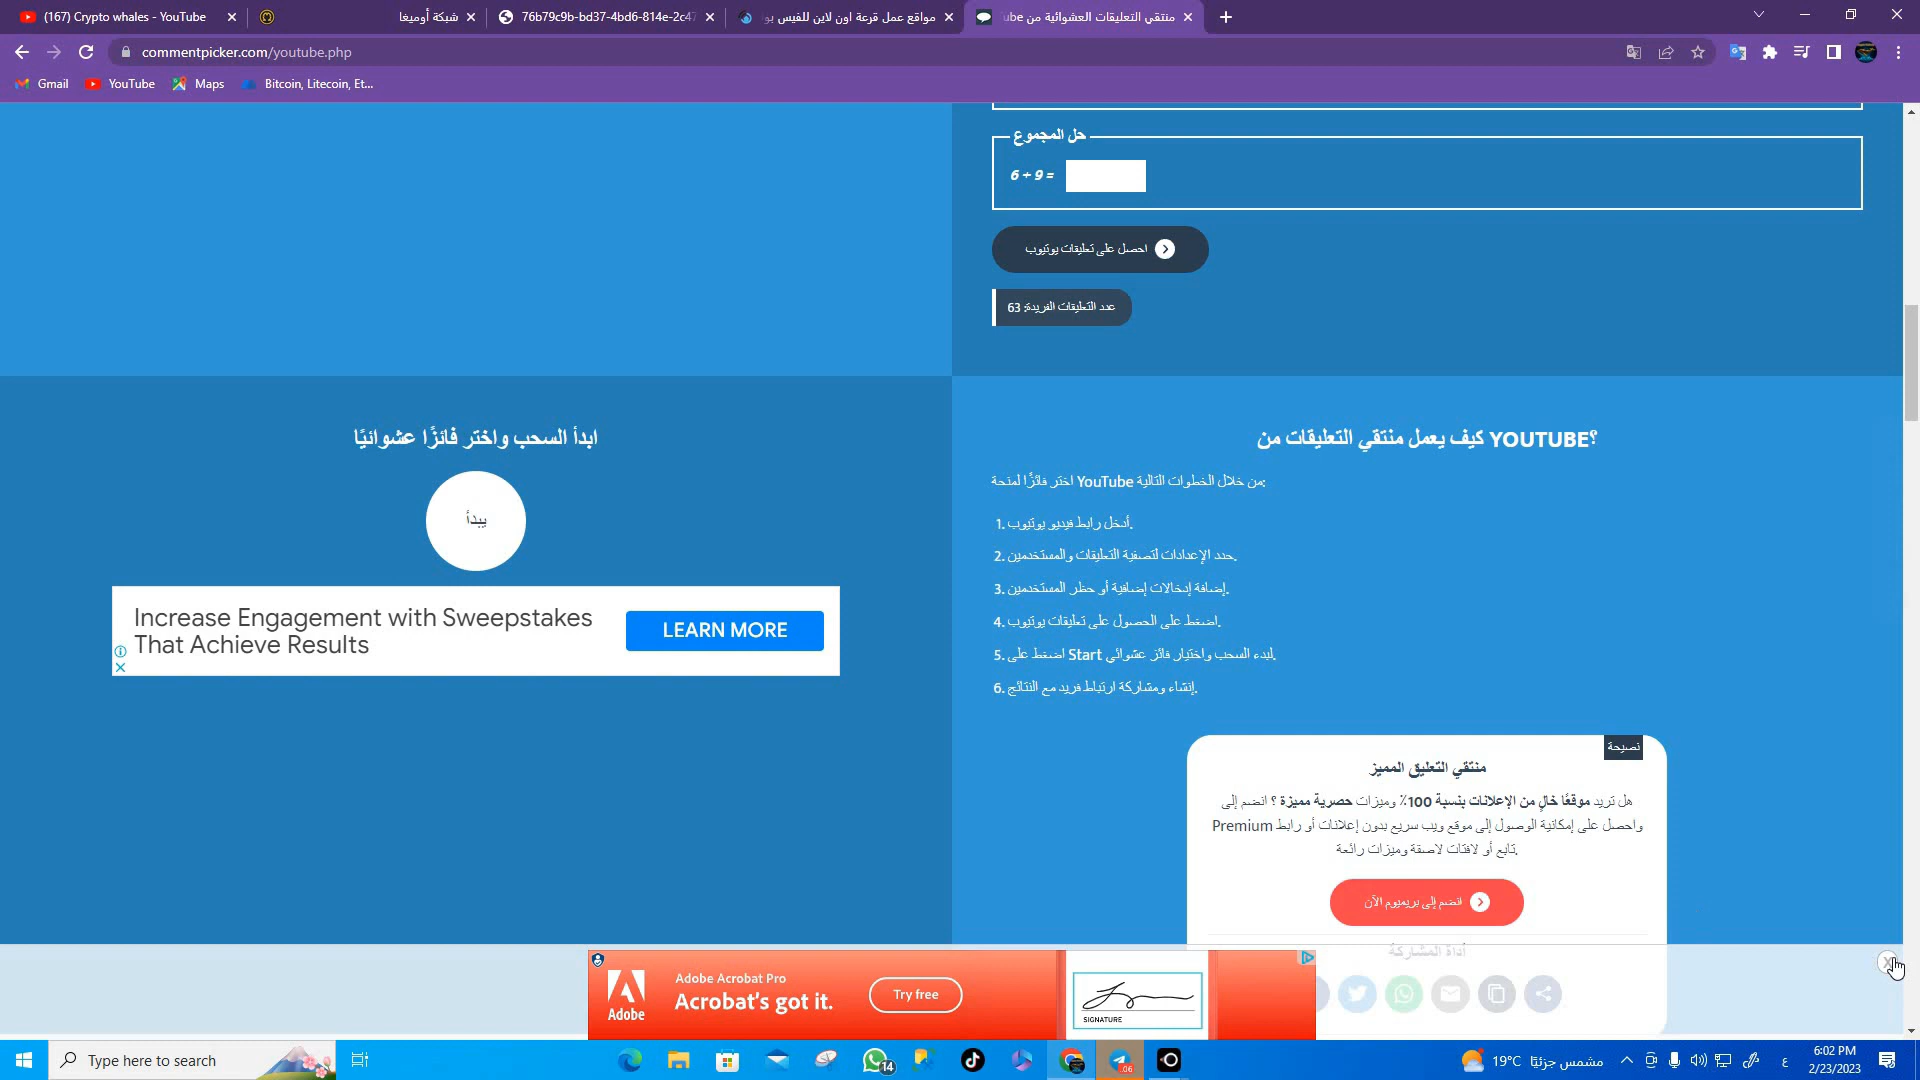 (167) Crypto whales - YouTube
شبكة أوميغا
76b79c9b-bd37-4bd6-814e-2c47
مواقع عمل قرعة اون لاين للفيس بو
منتقي التعليقات العشوائية من ube
commentpicker.com/youtube.php
Gmail
YouTube
Maps
Bitcoin, Litecoin, Et...
حل المجموع
6 + 9 =
احصل على تعليقات يوتيوب
عدد التعليقات الفريدة: 63
ابدأ السحب واختر فائزًا عشوائيًا
يبدأ
Increase Engagement with Sweepstakes
That Achieve Results
LEARN MORE
كيف يعمل منتقي التعليقات من YOUTUBE؟
اختر فائزًا لمنحة YouTube من خلال الخطوات التالية:
1. أدخل رابط فيديو يوتيوب.
2. حدد الإعدادات لتصفية التعليقات والمستخدمين.
3. إضافة إدخالات إضافية أو حظر المستخدمين.
4. اضغط على الحصول على تعليقات يوتيوب.
5. اضغط على Start لبدء السحب واختيار فائز عشوائي.
6. إنشاء ومشاركة ارتباط فريد مع النتائج.
نصيحة
منتقي التعليق المميز
هل تريد موقعًا خالٍ من الإعلانات بنسبة 100٪ وميزات حصرية مميزة ؟ انضم إلى
Premium واحصل على إمكانية الوصول إلى موقع ويب سريع بدون إعلانات أو رابط
تابع أو لافتات لاصقة وميزات رائعة.
انضم إلى بريميوم الآن
أداة المشاركة
Adobe
Adobe Acrobat Pro
Acrobat's got it.
Try free
SIGNATURE
X
Type here to search
14
.06
19°C مشمس جزئيًا
ع
6:02 PM
2/23/2023